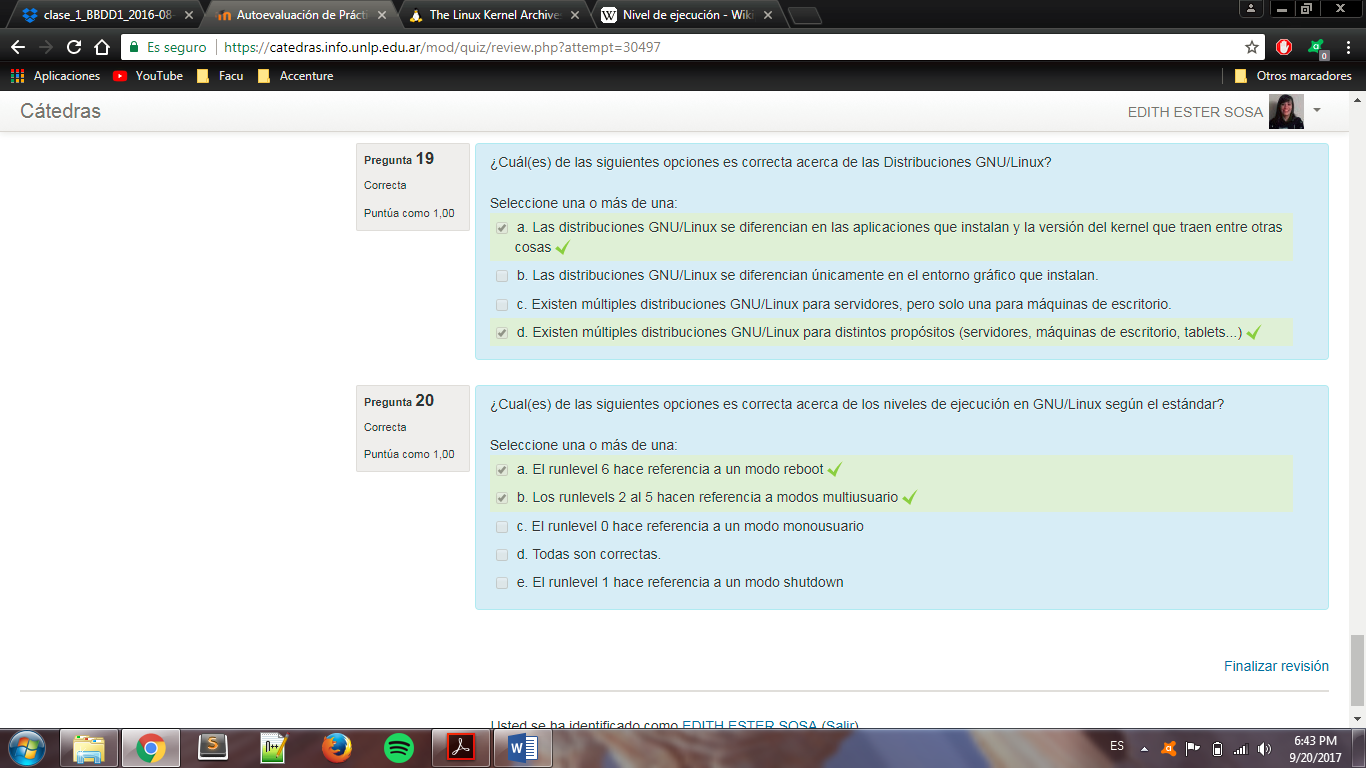 clase_1_BBDD1_2016-08-
Autoevaluación de Prácti
The Linux Kernel Archives
Nivel de ejecución - Wiki
Es seguro
https://catedras.info.unlp.edu.ar/mod/quiz/review.php?attempt=30497
0
Aplicaciones
YouTube
Facu
Accenture
Otros marcadores
Cátedras
EDITH ESTER SOSA
Pregunta 19
Correcta
Puntúa como 1,00
¿Cuál(es) de las siguientes opciones es correcta acerca de las Distribuciones GNU/Linux?
Seleccione una o más de una:
a. Las distribuciones GNU/Linux se diferencian en las aplicaciones que instalan y la versión del kernel que traen entre otras
cosas
b. Las distribuciones GNU/Linux se diferencian únicamente en el entorno gráfico que instalan.
c. Existen múltiples distribuciones GNU/Linux para servidores, pero solo una para máquinas de escritorio.
d. Existen múltiples distribuciones GNU/Linux para distintos propósitos (servidores, máquinas de escritorio, tablets...)
Pregunta 20
Correcta
Puntúa como 1,00
¿Cual(es) de las siguientes opciones es correcta acerca de los niveles de ejecución en GNU/Linux según el estándar?
Seleccione una o más de una:
a. El runlevel 6 hace referencia a un modo reboot
b. Los runlevels 2 al 5 hacen referencia a modos multiusuario
c. El runlevel 0 hace referencia a un modo monousuario
d. Todas son correctas.
e. El runlevel 1 hace referencia a un modo shutdown
Finalizar revisión
Usted se ha identificado como EDITH ESTER SOSA (Salir)
ES
6:43 PM
9/20/2017